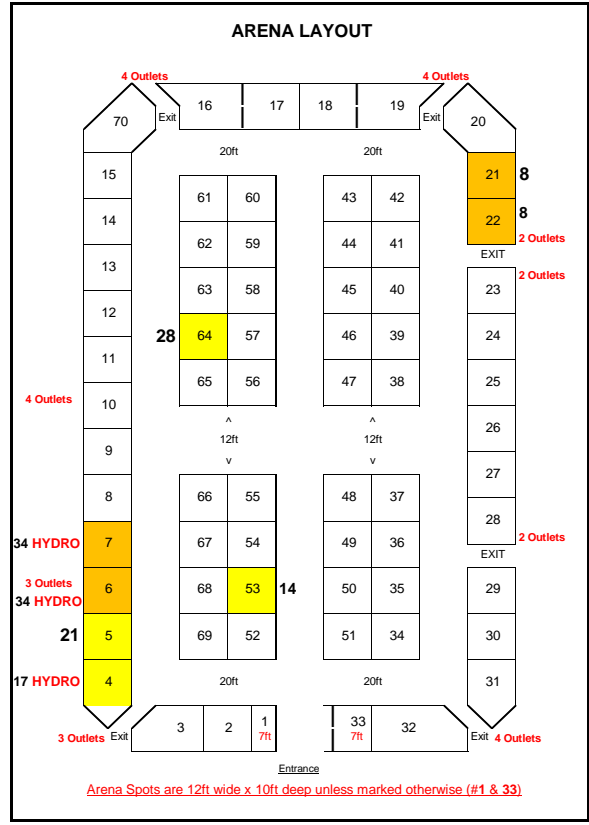 ARENA LAYOUT
4 Outlets 4 Outlets
70 Exit 16 17 18 19 Exit 20
20ft 20ft
15 61 60 43 42 21 8
14 62 59 44 41 22 8
2 Outlets
EXIT
13 63 58 45 40 23 2 Outlets
12 28 64 57 46 39 24
11 65 56 47 38 25
4 Outlets 10 26
^ ^
12ft 12ft
v v
9 27
8 66 55 48 37 28
2 Outlets
34 HYDRO 7 67 54 49 36 EXIT
3 Outlets
34 HYDRO 6 68 53 14 50 35 29
21 5 69 52 51 34 30
17 HYDRO 4 20ft 20ft 31
3 Outlets Exit 3 2 1 33 32 Exit 4 Outlets
7ft 7ft
Entrance
Arena Spots are 12ft wide x 10ft deep unless marked otherwise (#1 & 33)